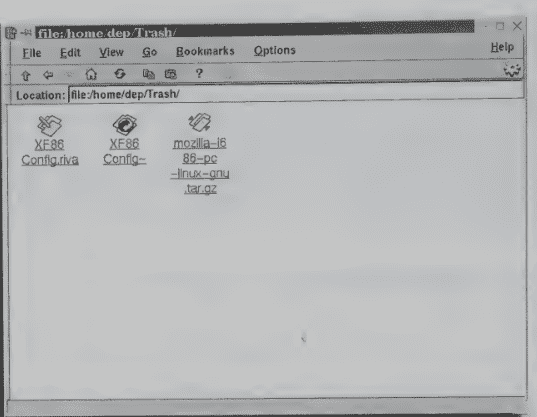 file:/home/dep/Trash/
File Edit View Go Bookmarks Options Help
?
Location: file:/home/dep/Trash/
XF86 XF86 mozilla-i6
Config.riva Config~ 86-pc
-linux-gnu
.tar.gz